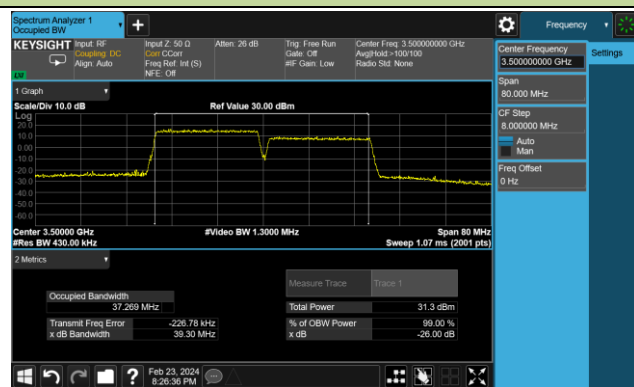 Spectrum Analyzer 1
Occupied BW
Frequency
KEYSIGHT
Input: RF
Coupling: DC
Align: Auto
Input Z: 50 Ω
Corr CCorr
Freq Ref: Int (S)
NFE: Off
Atten: 26 dB
Trig: Free Run
Gate: Off
#IF Gain: Low
Center Freq: 3.500000000 GHz
Avg|Hold:>100/100
Radio Std: None
Center Frequency
3.500000000 GHz
Settings
Span
80.000 MHz
CF Step
8.000000 MHz
Auto
Man
Freq Offset
0 Hz
1 Graph
Scale/Div 10.0 dB
Ref Value 30.00 dBm
Log
20.0
10.0
0.00
-10.0
-20.0
-30.0
-40.0
-50.0
-60.0
Center 3.50000 GHz
#Video BW 1.3000 MHz
Span 80 MHz
#Res BW 430.00 kHz
Sweep 1.07 ms (2001 pts)
2 Metrics
Measure Trace
Trace 1
Occupied Bandwidth
37.269 MHz
Total Power
31.3 dBm
Transmit Freq Error
-226.78 kHz
% of OBW Power
99.00 %
x dB Bandwidth
39.30 MHz
x dB
-26.00 dB
Feb 23, 2024
8:26:36 PM